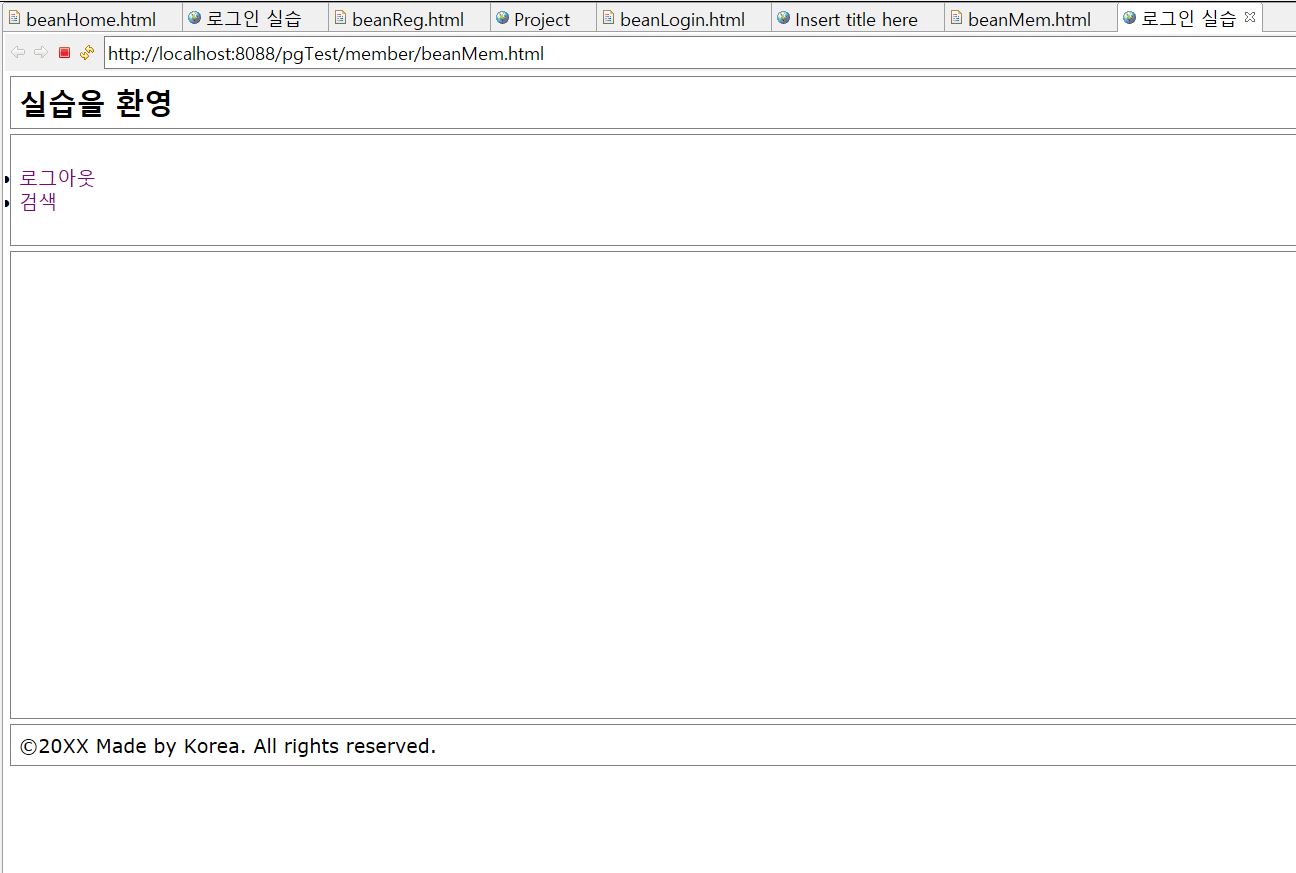 beanHome.html 로그인 실습 beanReg.html Project beanLogin.html Insert title here beanMem.html 로그인 실습
http://localhost:8088/pgTest/member/beanMem.html
실습을 환영
로그아웃
검색
©20XX Made by Korea. All rights reserved.